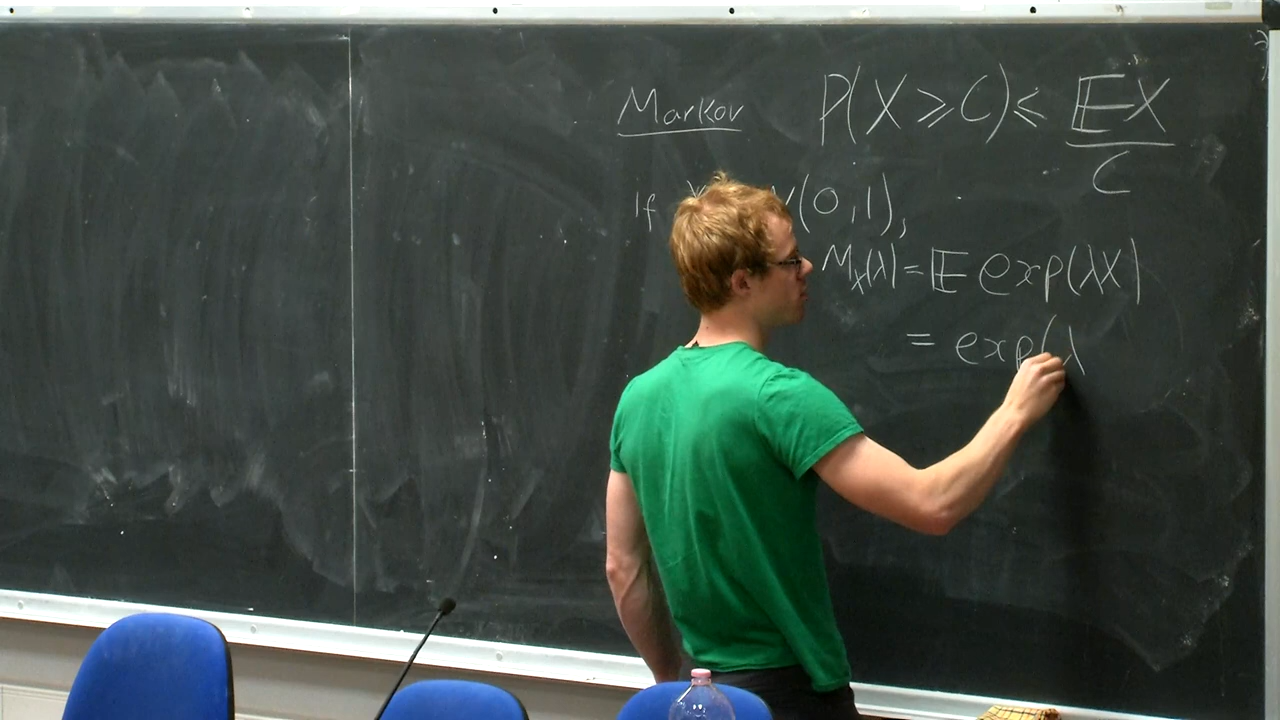 Markov P(X ⩾ C) ⩽ 𝔼X/C
If X (0,1),
M_X(λ) = 𝔼 exp(λX)
= exp(λ